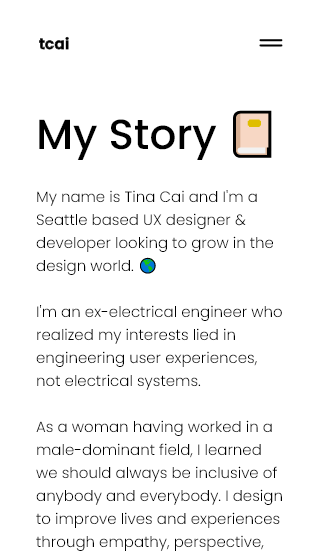 tcai
My Story
My name is Tina Cai and I'm a
Seattle based UX designer &
developer looking to grow in the
design world.
I'm an ex-electrical engineer who
realized my interests lied in
engineering user experiences,
not electrical systems.
As a woman having worked in a
male-dominant field, I learned
we should always be inclusive of
anybody and everybody. I design
to improve lives and experiences
through empathy, perspective,